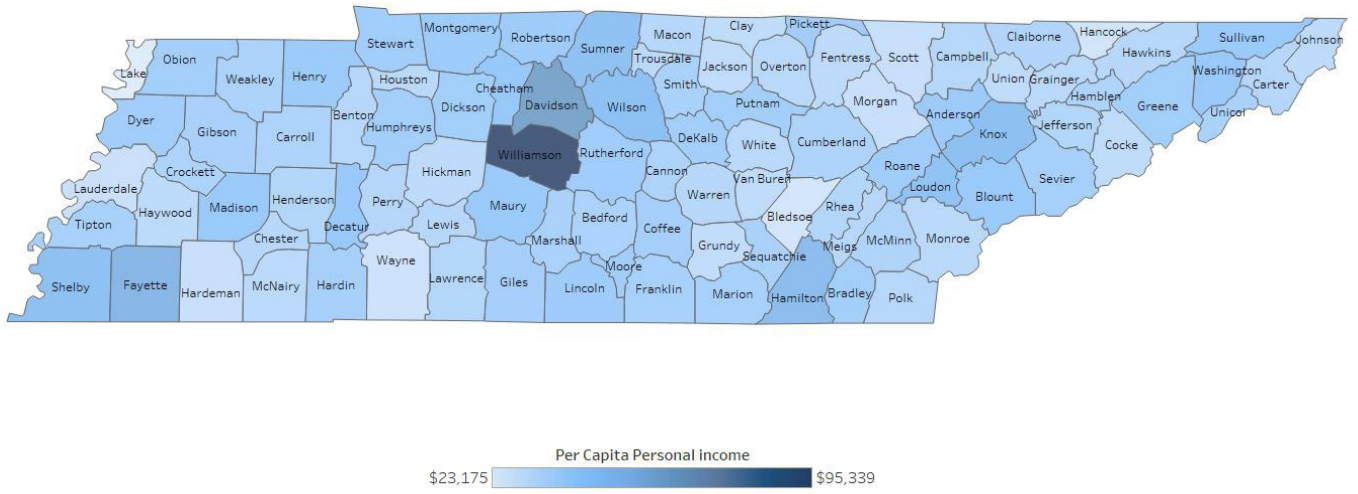 Stewart
Montgomery
Robertson
Sumner
Macon
Clay
Pickett
Claiborne
Hancock
Hawkins
Sullivan
Johnson
Lake
Obion
Weakley
Henry
Houston
Cheatham
Davidson
Wilson
Trousdale
Smith
Jackson
Overton
Fentress
Scott
Campbell
Union
Grainger
Hamblen
Washington
Carter
Greene
Unicoi
Dyer
Gibson
Carroll
Benton
Humphreys
Dickson
Putnam
Morgan
Anderson
Knox
Jefferson
Cocke
Crockett
Williamson
Rutherford
DeKalb
White
Cumberland
Roane
Loudon
Blount
Sevier
Lauderdale
Haywood
Madison
Henderson
Decatur
Perry
Hickman
Maury
Cannon
Warren
Van Buren
Bledsoe
Rhea
Tipton
Chester
Lewis
Marshall
Bedford
Coffee
Grundy
Sequatchie
Meigs
McMinn
Monroe
Shelby
Fayette
Hardeman
McNairy
Hardin
Wayne
Lawrence
Giles
Lincoln
Moore
Franklin
Marion
Hamilton
Bradley
Polk
Per Capita Personal income
$23,175
$95,339